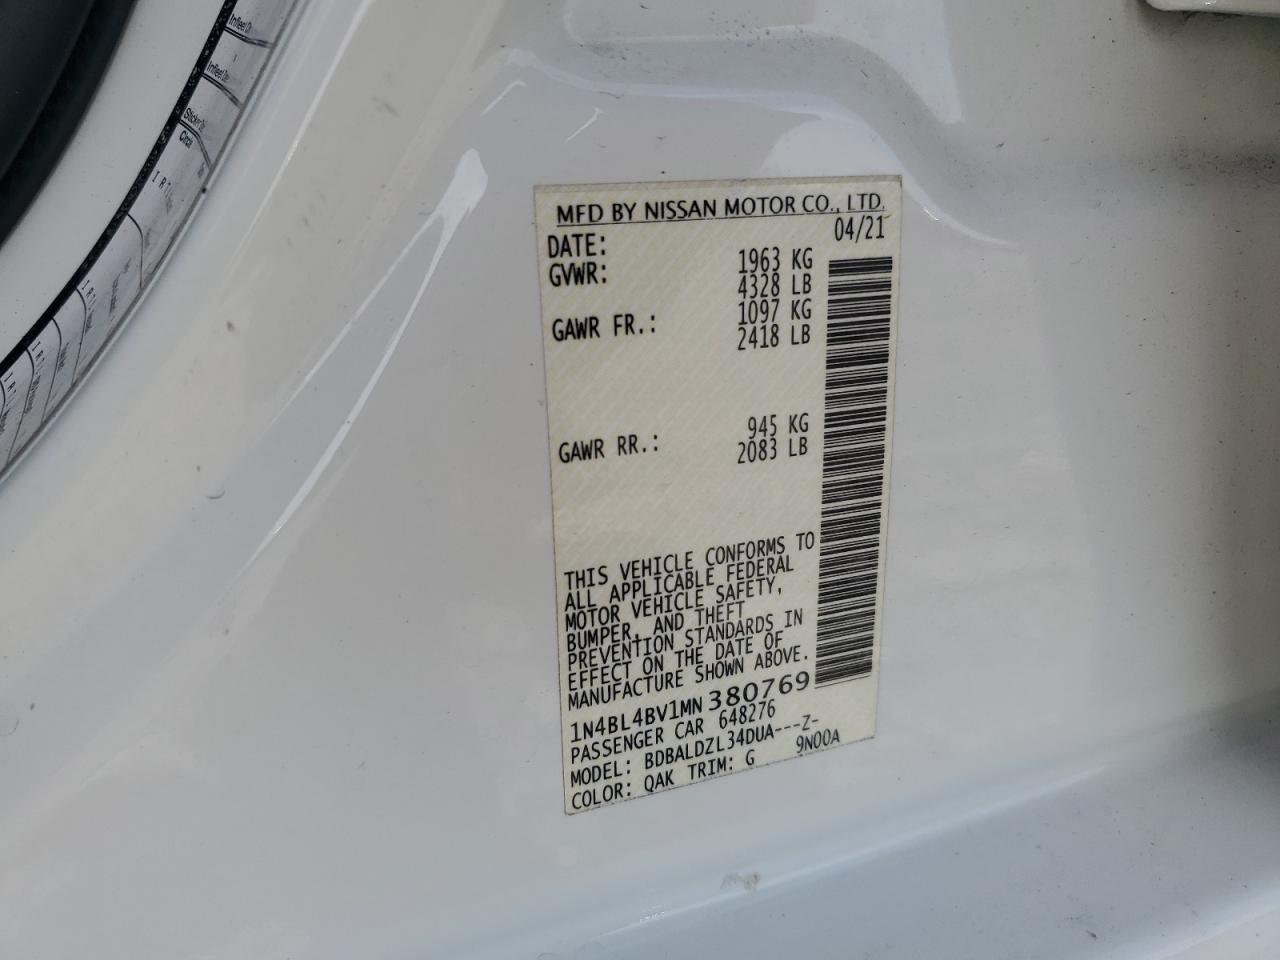 MFD BY NISSAN MOTOR CO., LTD.
DATE: 04/21
GVWR: 1963 KG
4328 LB
GAWR FR.: 1097 KG
2418 LB
GAWR RR.: 945 KG
2083 LB
THIS VEHICLE CONFORMS TO
ALL APPLICABLE FEDERAL
MOTOR VEHICLE SAFETY,
BUMPER, AND THEFT
PREVENTION STANDARDS IN
EFFECT ON THE DATE OF
MANUFACTURE SHOWN ABOVE.
1N4BL4BV1MN380769
PASSENGER CAR 648276
MODEL: BDBALDZL34DUA---Z-
COLOR: QAK TRIM: G 9N00A